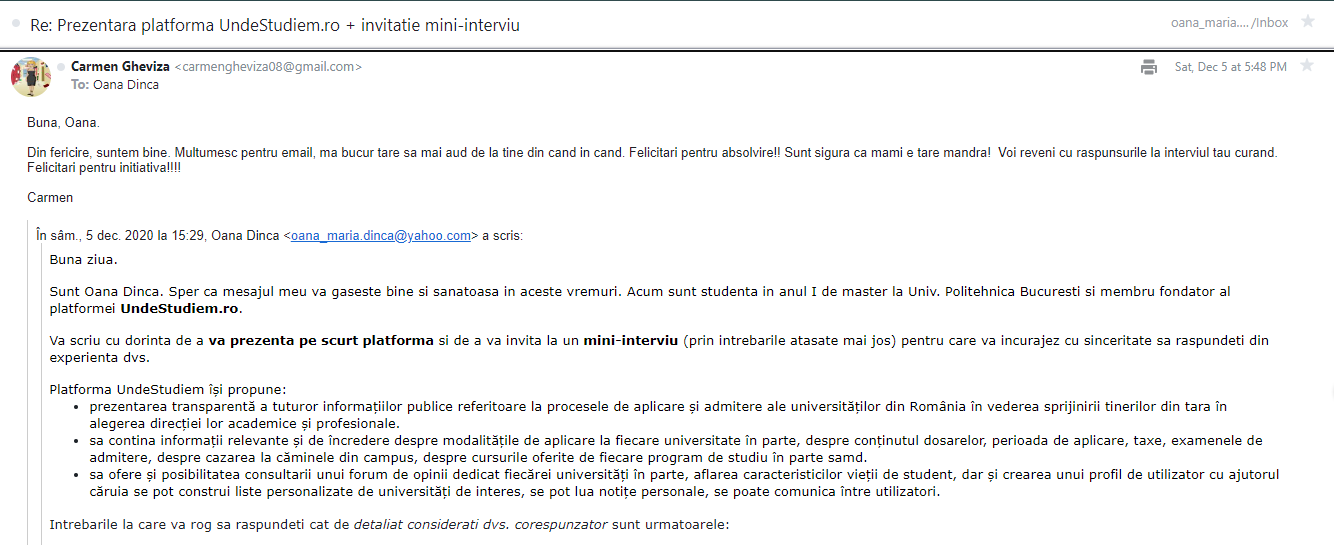 Re: Prezentara platforma UndeStudiem.ro + invitatie mini-interviu
oana_maria.... /Inbox
Carmen Gheviza <carmengheviza08@gmail.com>
Sat, Dec 5 at 5:48 PM
To: Oana Dinca
Buna, Oana.
Din fericire, suntem bine. Multumesc pentru email, ma bucur tare sa mai aud de la tine din cand in cand. Felicitari pentru absolvire!! Sunt sigura ca mami e tare mandra!  Voi reveni cu raspunsurile la interviul tau curand.
Felicitari pentru initiativa!!!!
Carmen
În sâm., 5 dec. 2020 la 15:29, Oana Dinca <oana_maria.dinca@yahoo.com> a scris:
Buna ziua.
Sunt Oana Dinca. Sper ca mesajul meu va gaseste bine si sanatoasa in aceste vremuri. Acum sunt studenta in anul I de master la Univ. Politehnica Bucuresti si membru fondator al
platformei UndeStudiem.ro.
Va scriu cu dorinta de a va prezenta pe scurt platforma si de a va invita la un mini-interviu (prin intrebarile atasate mai jos) pentru care va incurajez cu sinceritate sa raspundeti din
experienta dvs.
Platforma UndeStudiem își propune:
• prezentarea transparentă a tuturor informațiilor publice referitoare la procesele de aplicare și admitere ale universităților din România în vederea sprijinirii tinerilor din tara în
alegerea direcției lor academice și profesionale.
• sa contina informații relevante și de încredere despre modalitățile de aplicare la fiecare universitate în parte, despre conținutul dosarelor, perioada de aplicare, taxe, examenele de
admitere, despre cazarea la căminele din campus, despre cursurile oferite de fiecare program de studiu în parte samd.
• sa ofere și posibilitatea consultarii unui forum de opinii dedicat fiecărei universități în parte, aflarea caracteristicilor vieții de student, dar și crearea unui profil de utilizator cu ajutorul
căruia se pot construi liste personalizate de universități de interes, se pot lua notițe personale, se poate comunica între utilizatori.
Intrebarile la care va rog sa raspundeti cat de detaliat considerati dvs. corespunzator sunt urmatoarele: